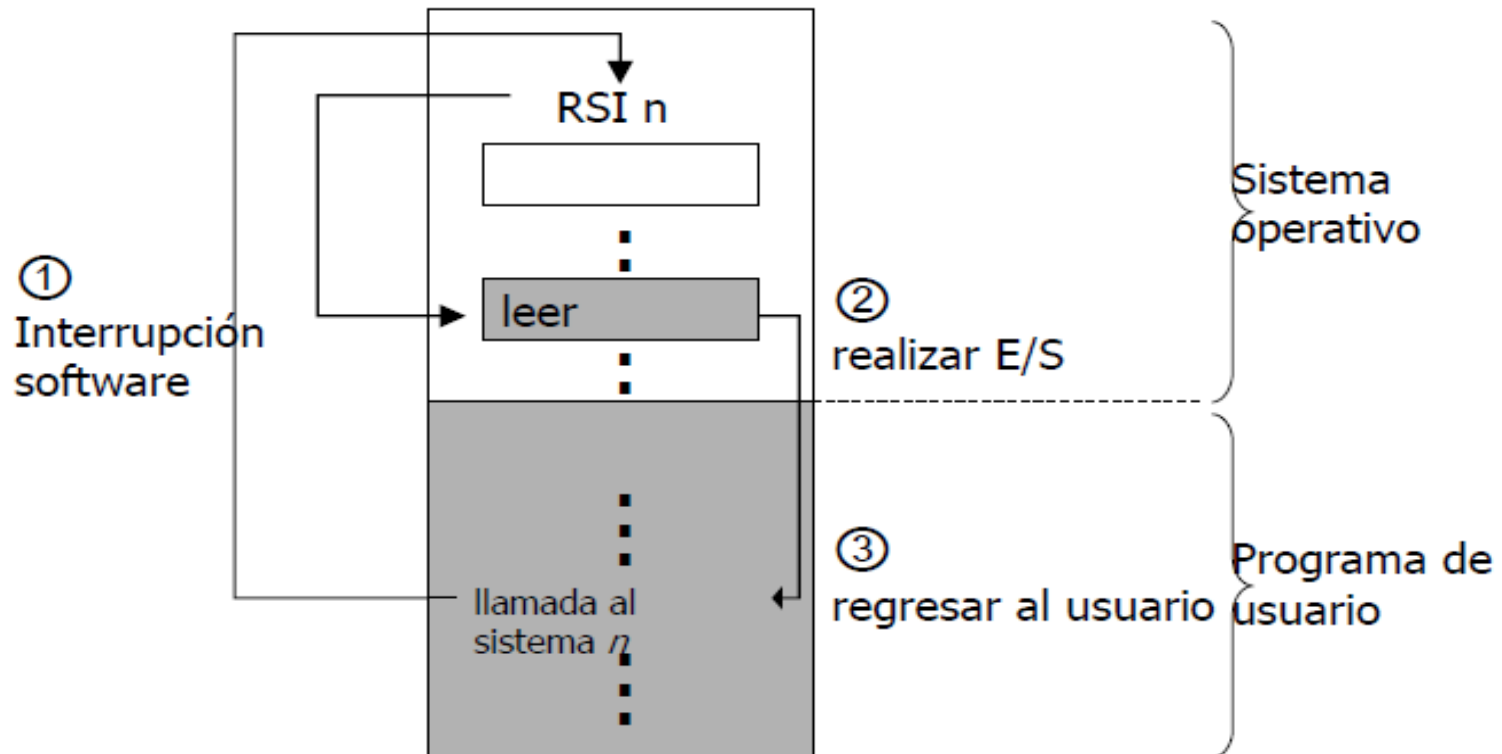 RSI n
Sistema
operativo
①
Interrupción
software
leer
②
realizar E/S
③
regresar al usuario
Programa de
usuario
llamada al
sistema n